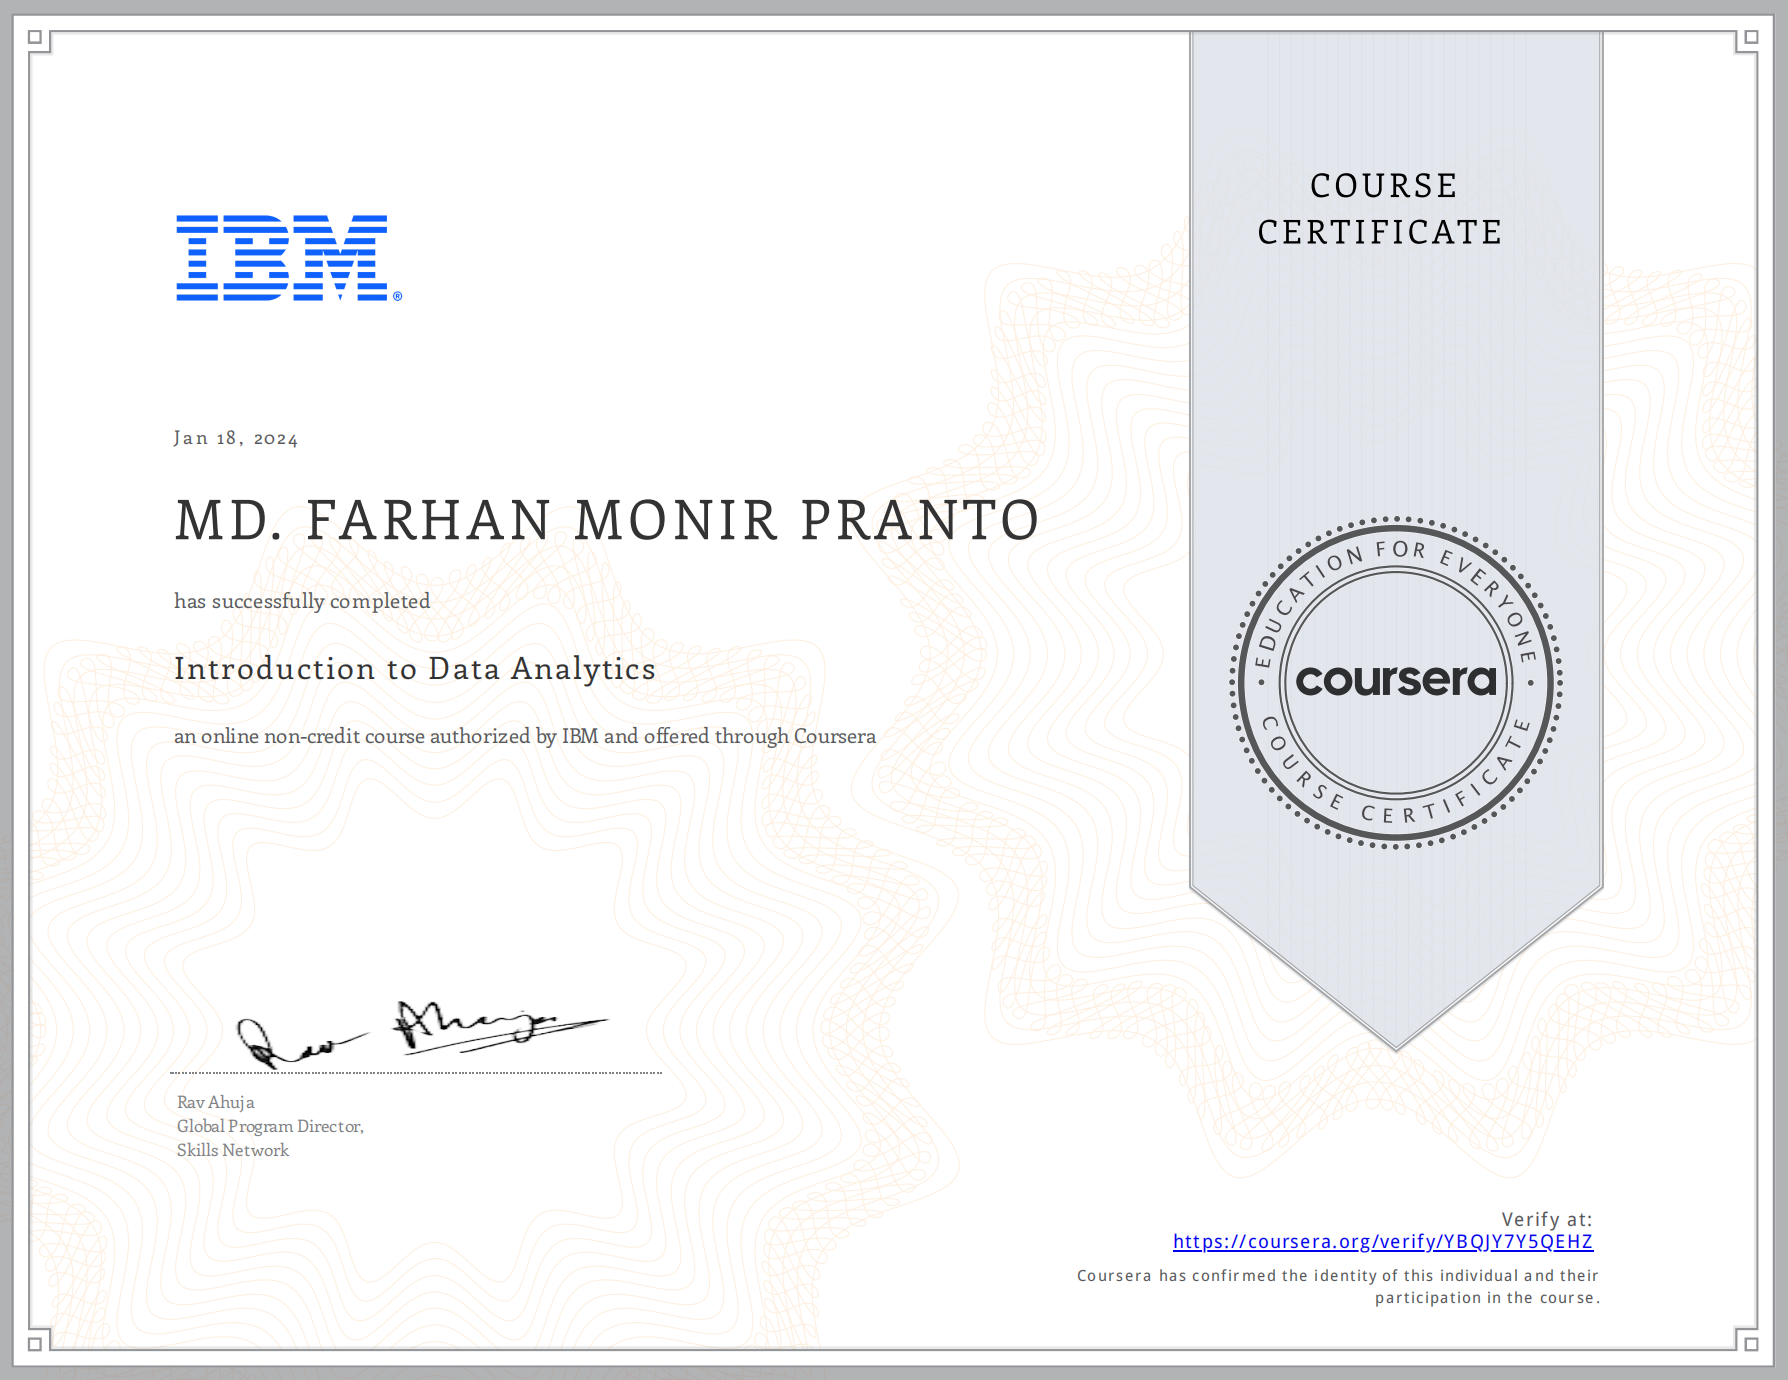 IBM®
COURSE
CERTIFICATE
Jan 18, 2024
MD. FARHAN MONIR PRANTO
has successfully completed
Introduction to Data Analytics
an online non-credit course authorized by IBM and offered through Coursera
EDUCATION FOR EVERYONE
coursera
COURSE CERTIFICATE
Rav Ahuja
Rav Ahuja
Global Program Director,
Skills Network
Verify at:
https://coursera.org/verify/YBQJY7Y5QEHZ
Coursera has confirmed the identity of this individual and their
participation in the course.